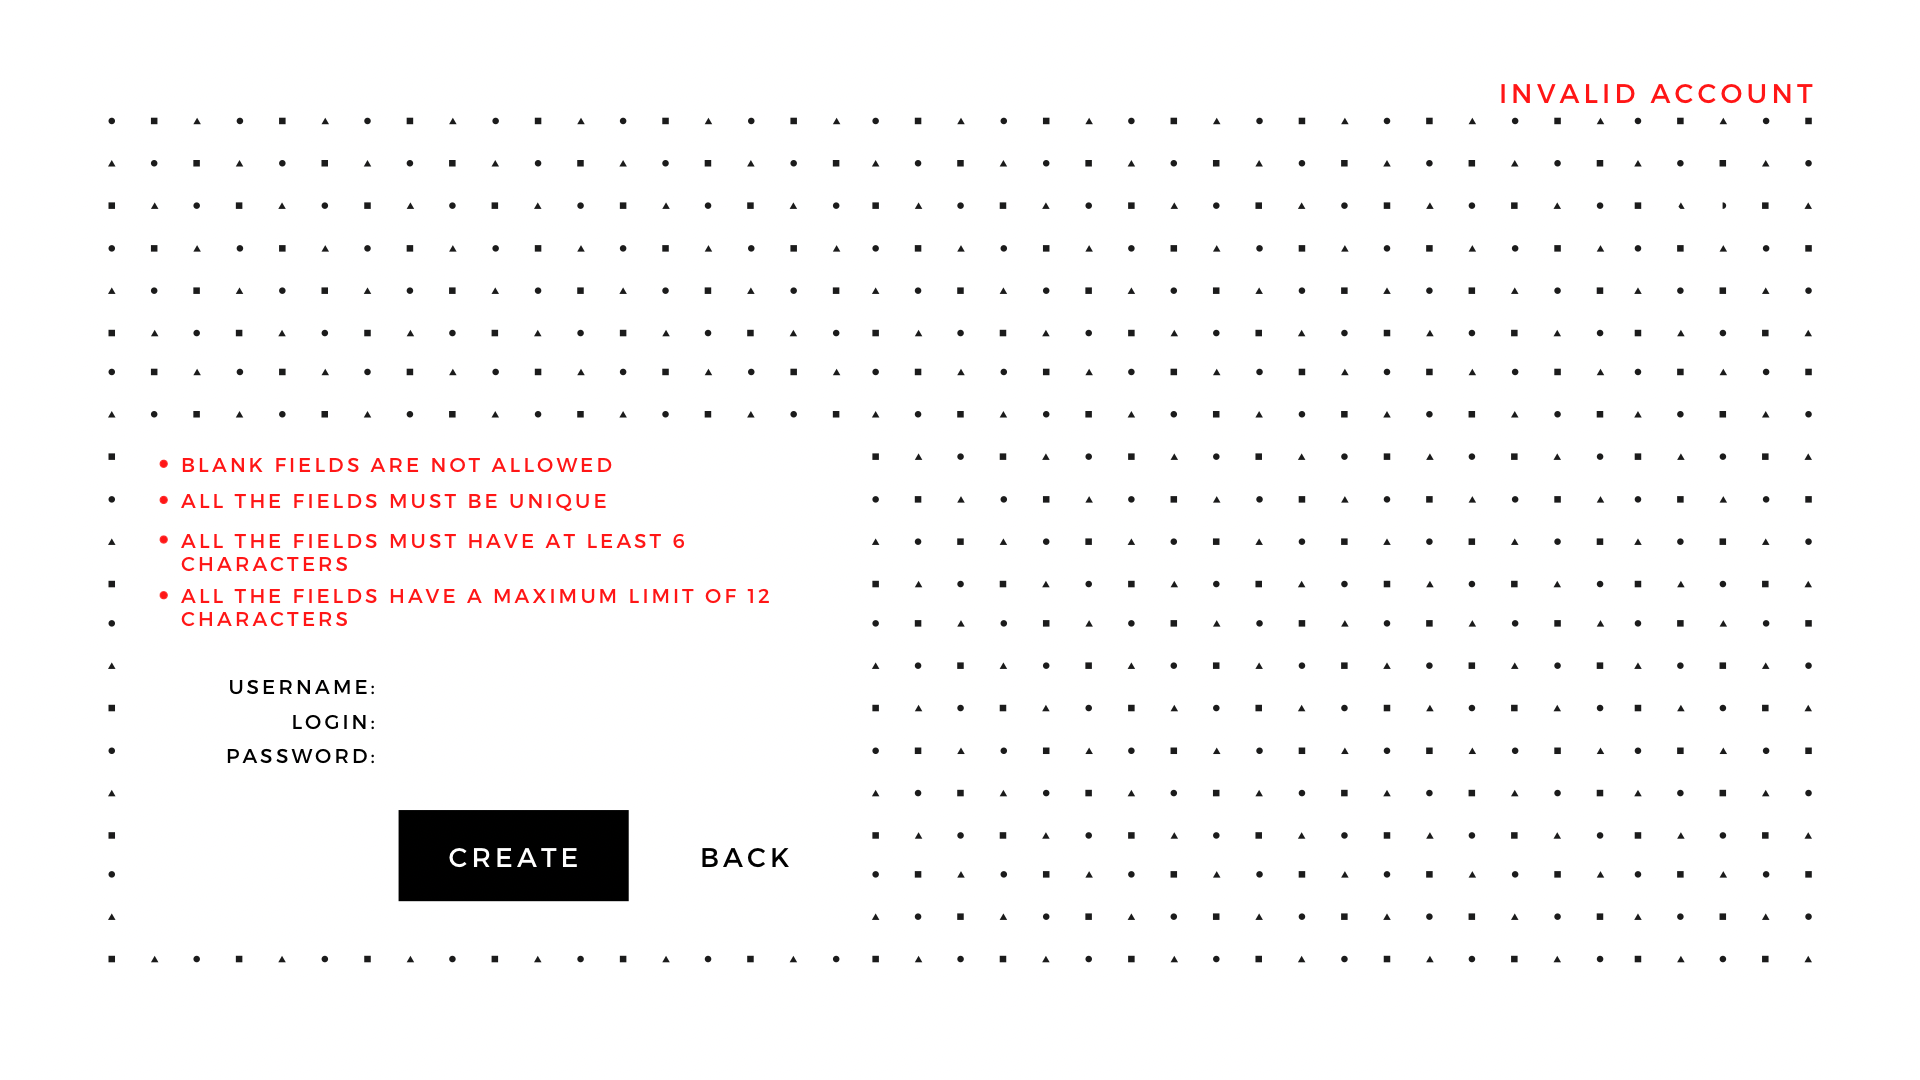 INVALID ACCOUNT
• BLANK FIELDS ARE NOT ALLOWED
• ALL THE FIELDS MUST BE UNIQUE
• ALL THE FIELDS MUST HAVE AT LEAST 6
CHARACTERS
• ALL THE FIELDS HAVE A MAXIMUM LIMIT OF 12
CHARACTERS
USERNAME:
LOGIN:
PASSWORD:
CREATE BACK